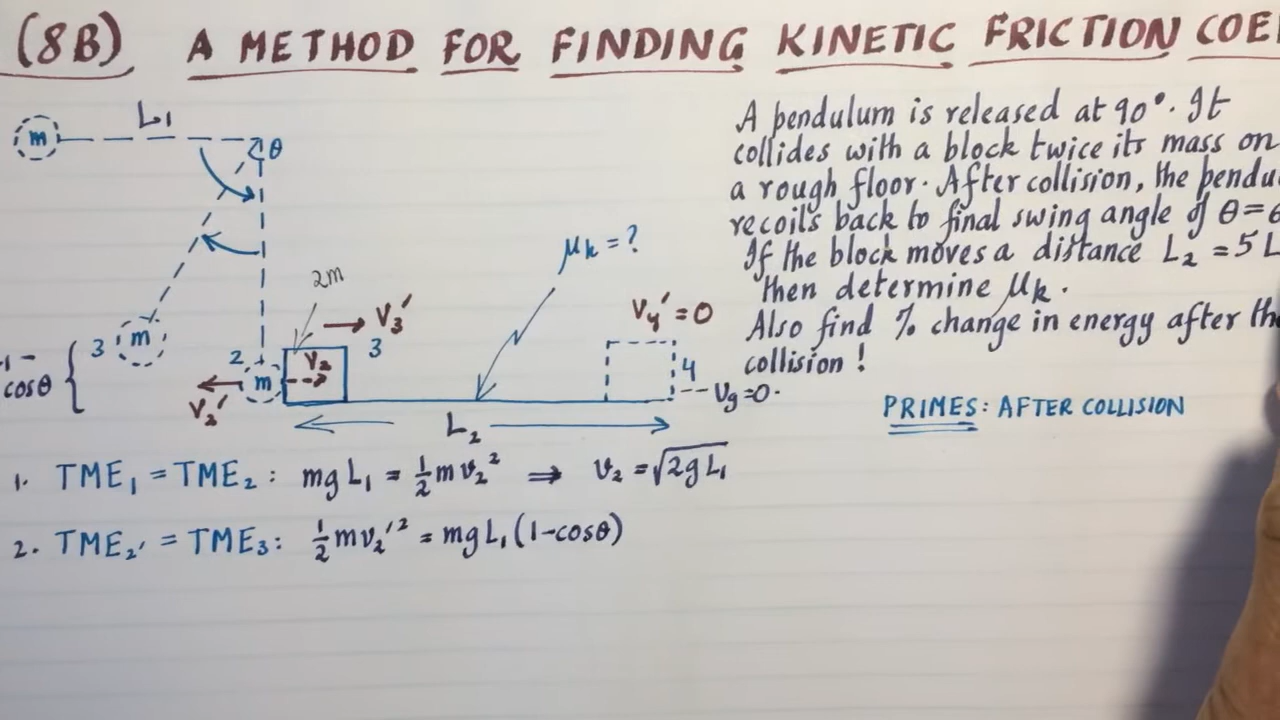 (8B) A METHOD FOR FINDING KINETIC FRICTION
A pendulum is released at 90°. It
collides with a block twice its mass on
a rough floor. After collision, the
recoils back to final swing angle of θ=
If the block moves a distance L₂ = 5L
then determine μk.
Also find % change in energy after
collision!
PRIMES: AFTER COLLISION
m L₁ θ
μk = ?
2m
V₃'
V₄' = 0
3 m
1-
cosθ
2 m V₂ 3
V₂'
4
Ug=0.
L₂
1. TME₁ = TME₂ : mgL₁ = ½mv₂² ⇒ v₂ = √2gL₁
2. TME₂' = TME₃: ½mv₂'² = mgL₁(1-cosθ)